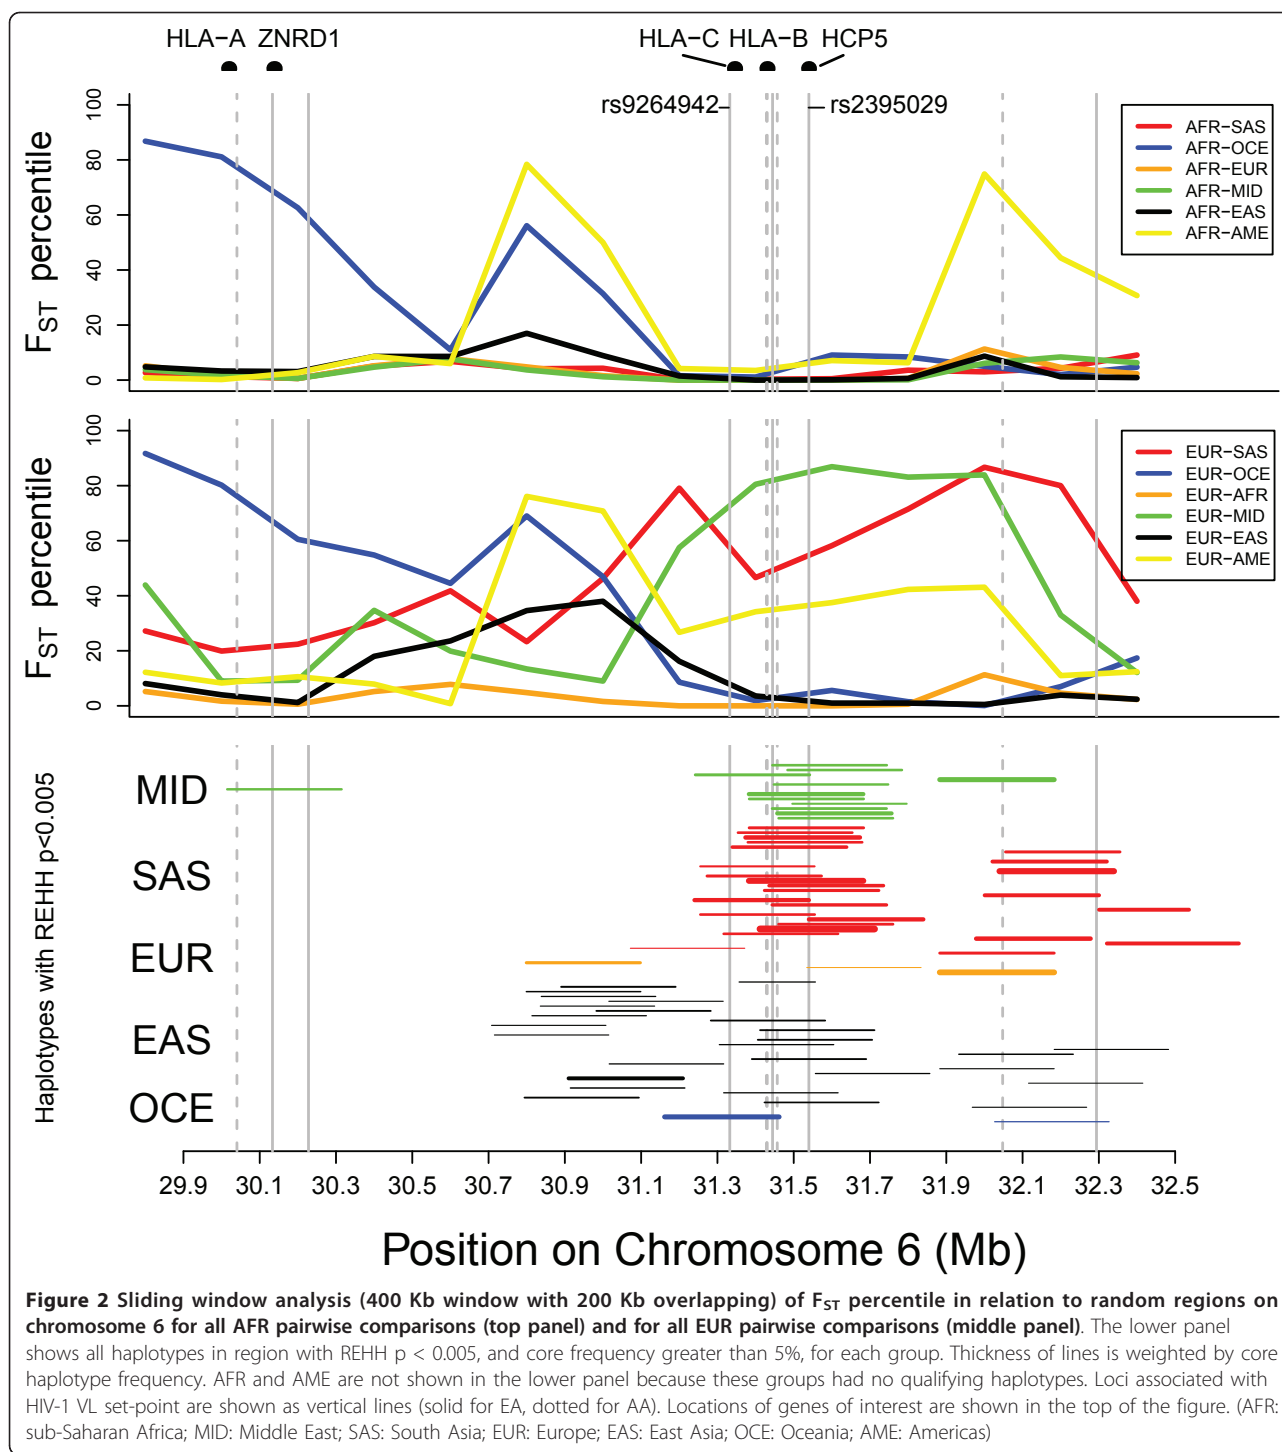 HLA−A ZNRD1 HLA−C HLA−B HCP5
rs9264942 rs2395029
FST percentile
0 20 40 60 80 100
AFR−SAS
AFR−OCE
AFR−EUR
AFR−MID
AFR−EAS
AFR−AME
FST percentile
0 20 40 60 80 100
EUR−SAS
EUR−OCE
EUR−AFR
EUR−MID
EUR−EAS
EUR−AME
Haplotypes with REHH p<0.005
MID
SAS
EUR
EAS
OCE
29.9 30.1 30.3 30.5 30.7 30.9 31.1 31.3 31.5 31.7 31.9 32.1 32.3 32.5
Position on Chromosome 6 (Mb)
Figure 2 Sliding window analysis (400 Kb window with 200 Kb overlapping) of FST percentile in relation to random regions on
chromosome 6 for all AFR pairwise comparisons (top panel) and for all EUR pairwise comparisons (middle panel). The lower panel
shows all haplotypes in region with REHH p < 0.005, and core frequency greater than 5%, for each group. Thickness of lines is weighted by core
haplotype frequency. AFR and AME are not shown in the lower panel because these groups had no qualifying haplotypes. Loci associated with
HIV-1 VL set-point are shown as vertical lines (solid for EA, dotted for AA). Locations of genes of interest are shown in the top of the figure. (AFR:
sub-Saharan Africa; MID: Middle East; SAS: South Asia; EUR: Europe; EAS: East Asia; OCE: Oceania; AME: Americas)